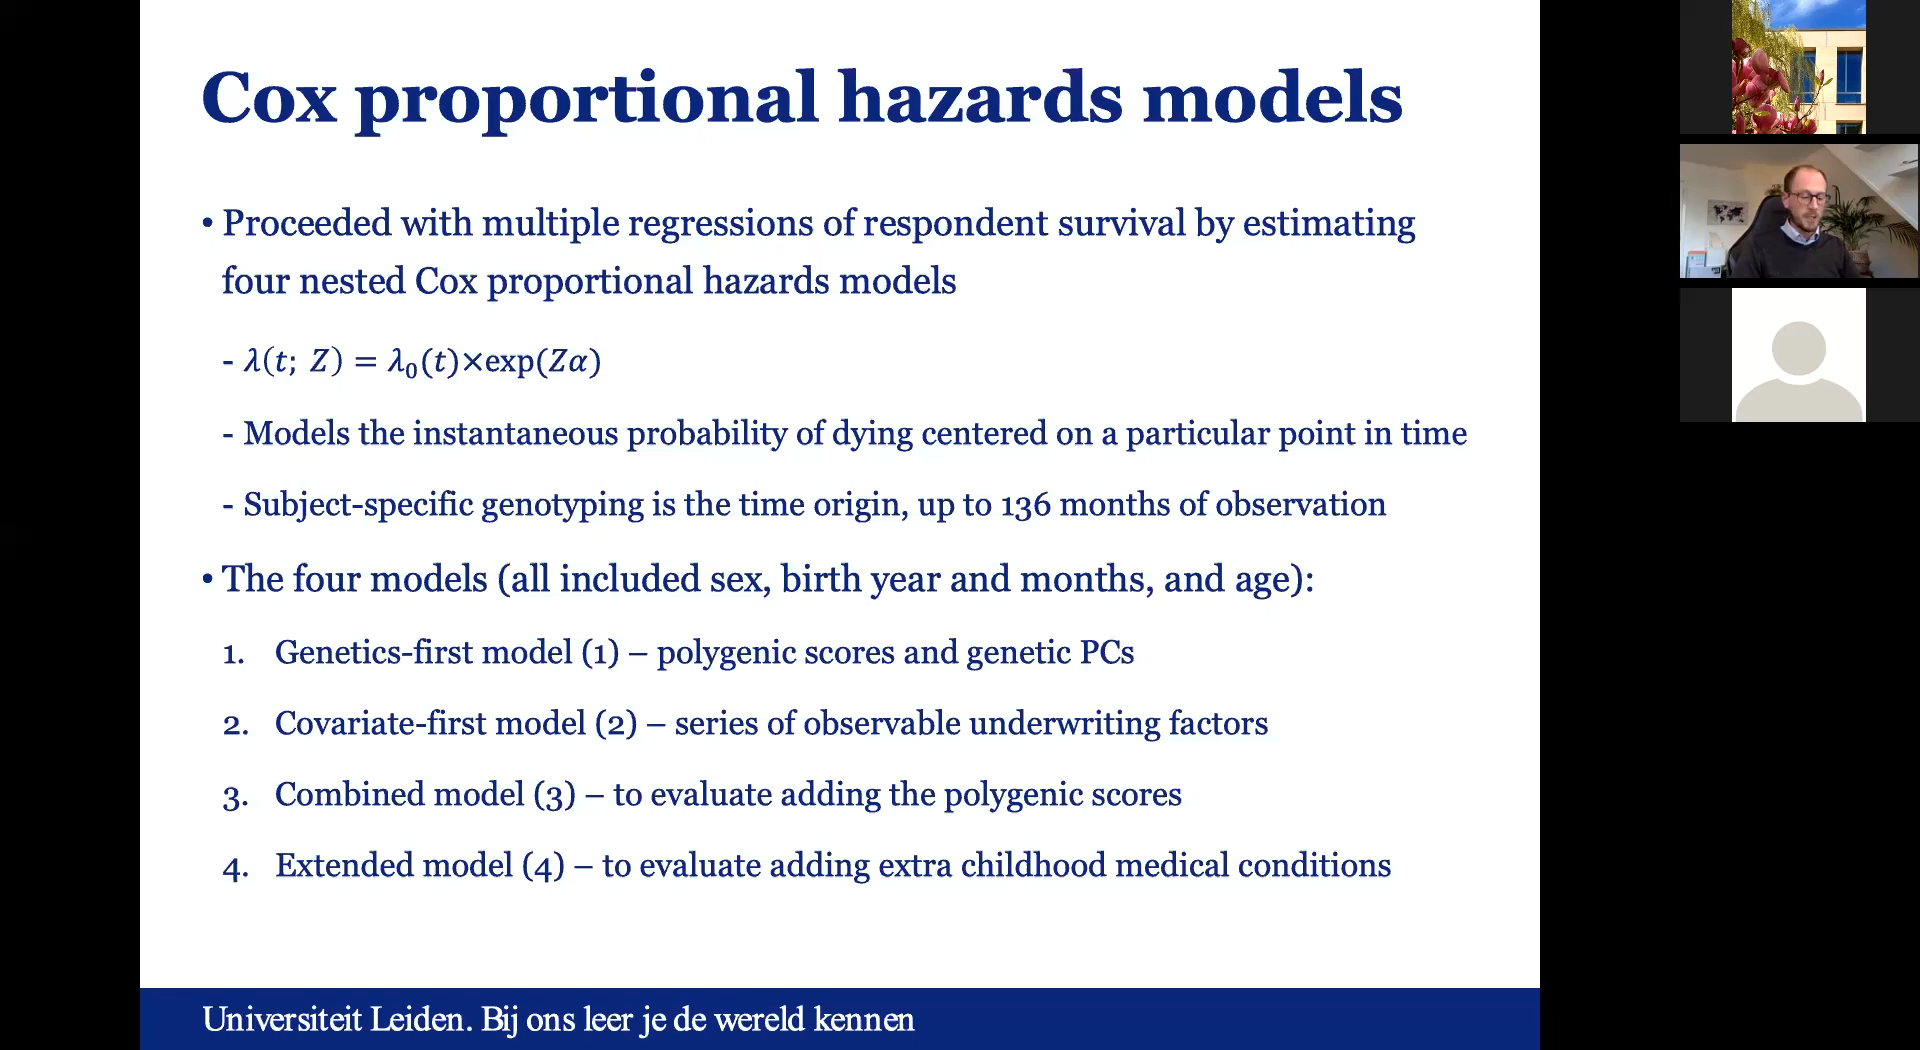 Cox proportional hazards models
• Proceeded with multiple regressions of respondent survival by estimating
four nested Cox proportional hazards models
- λ(t; Z) = λ₀(t)×exp(Zα)
- Models the instantaneous probability of dying centered on a particular point in time
- Subject-specific genotyping is the time origin, up to 136 months of observation
• The four models (all included sex, birth year and months, and age):
1. Genetics-first model (1) – polygenic scores and genetic PCs
2. Covariate-first model (2) – series of observable underwriting factors
3. Combined model (3) – to evaluate adding the polygenic scores
4. Extended model (4) – to evaluate adding extra childhood medical conditions
Universiteit Leiden. Bij ons leer je de wereld kennen